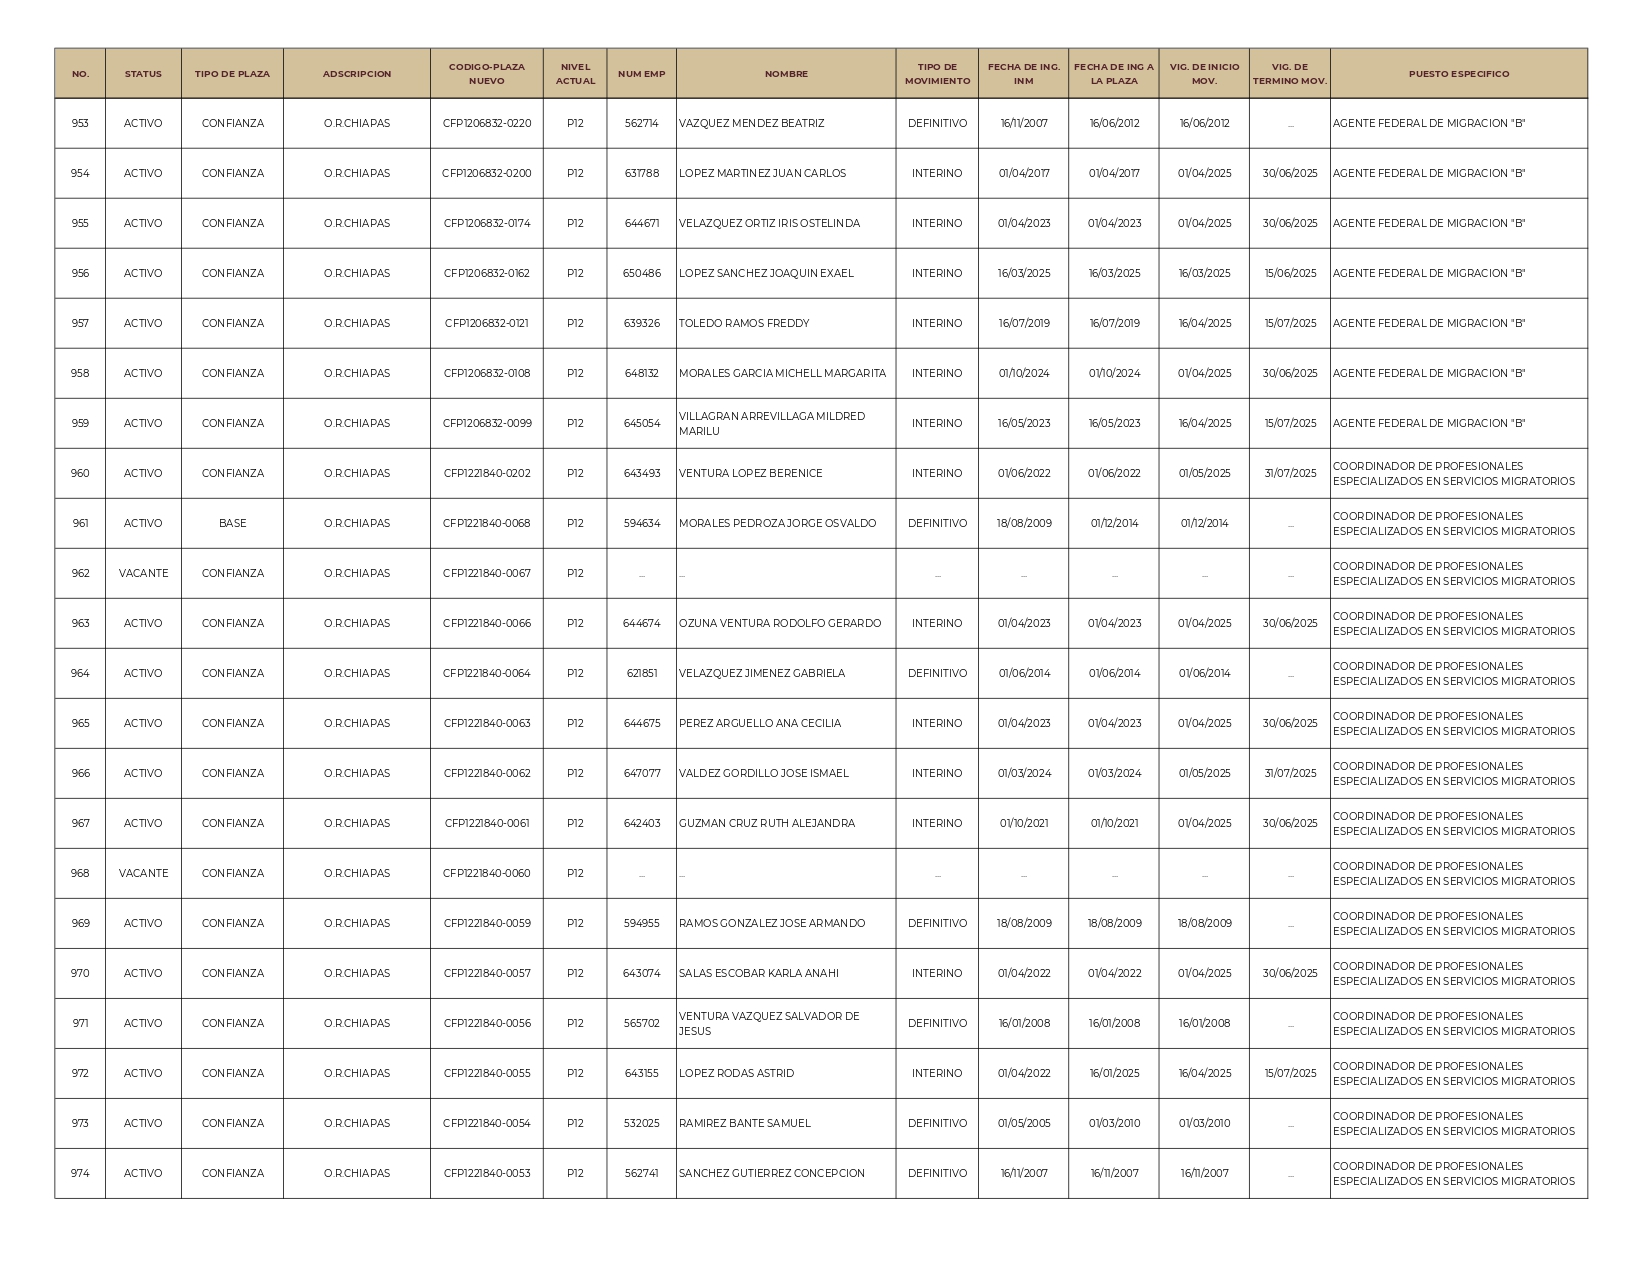 NO. STATUS TIPO DE PLAZA ADSCRIPCION CODIGO-PLAZA NUEVO NIVEL ACTUAL NUM EMP NOMBRE TIPO DE MOVIMIENTO FECHA DE ING. INM FECHA DE ING A LA PLAZA VIG. DE INICIO MOV. VIG. DE TERMINO MOV. PUESTO ESPECIFICO
953 ACTIVO CONFIANZA O.R.CHIAPAS CFP1206832-0220 P12 562714 VAZQUEZ MENDEZ BEATRIZ DEFINITIVO 16/11/2007 16/06/2012 16/06/2012 ... AGENTE FEDERAL DE MIGRACION "B"
954 ACTIVO CONFIANZA O.R.CHIAPAS CFP1206832-0200 P12 631788 LOPEZ MARTINEZ JUAN CARLOS INTERINO 01/04/2017 01/04/2017 01/04/2025 30/06/2025 AGENTE FEDERAL DE MIGRACION "B"
955 ACTIVO CONFIANZA O.R.CHIAPAS CFP1206832-0174 P12 644671 VELAZQUEZ ORTIZ IRIS OSTELINDA INTERINO 01/04/2023 01/04/2023 01/04/2025 30/06/2025 AGENTE FEDERAL DE MIGRACION "B"
956 ACTIVO CONFIANZA O.R.CHIAPAS CFP1206832-0162 P12 650486 LOPEZ SANCHEZ JOAQUIN EXAEL INTERINO 16/03/2025 16/03/2025 16/03/2025 15/06/2025 AGENTE FEDERAL DE MIGRACION "B"
957 ACTIVO CONFIANZA O.R.CHIAPAS CFP1206832-0121 P12 639326 TOLEDO RAMOS FREDDY INTERINO 16/07/2019 16/07/2019 16/04/2025 15/07/2025 AGENTE FEDERAL DE MIGRACION "B"
958 ACTIVO CONFIANZA O.R.CHIAPAS CFP1206832-0108 P12 648132 MORALES GARCIA MICHELL MARGARITA INTERINO 01/10/2024 01/10/2024 01/04/2025 30/06/2025 AGENTE FEDERAL DE MIGRACION "B"
959 ACTIVO CONFIANZA O.R.CHIAPAS CFP1206832-0099 P12 645054 VILLAGRAN ARREVILLAGA MILDRED MARILU INTERINO 16/05/2023 16/05/2023 16/04/2025 15/07/2025 AGENTE FEDERAL DE MIGRACION "B"
960 ACTIVO CONFIANZA O.R.CHIAPAS CFP1221840-0202 P12 643493 VENTURA LOPEZ BERENICE INTERINO 01/06/2022 01/06/2022 01/05/2025 31/07/2025 COORDINADOR DE PROFESIONALES ESPECIALIZADOS EN SERVICIOS MIGRATORIOS
961 ACTIVO BASE O.R.CHIAPAS CFP1221840-0068 P12 594634 MORALES PEDROZA JORGE OSVALDO DEFINITIVO 18/08/2009 01/12/2014 01/12/2014 ... COORDINADOR DE PROFESIONALES ESPECIALIZADOS EN SERVICIOS MIGRATORIOS
962 VACANTE CONFIANZA O.R.CHIAPAS CFP1221840-0067 P12 ... ... ... ... ... ... ... COORDINADOR DE PROFESIONALES ESPECIALIZADOS EN SERVICIOS MIGRATORIOS
963 ACTIVO CONFIANZA O.R.CHIAPAS CFP1221840-0066 P12 644674 OZUNA VENTURA RODOLFO GERARDO INTERINO 01/04/2023 01/04/2023 01/04/2025 30/06/2025 COORDINADOR DE PROFESIONALES ESPECIALIZADOS EN SERVICIOS MIGRATORIOS
964 ACTIVO CONFIANZA O.R.CHIAPAS CFP1221840-0064 P12 621851 VELAZQUEZ JIMENEZ GABRIELA DEFINITIVO 01/06/2014 01/06/2014 01/06/2014 ... COORDINADOR DE PROFESIONALES ESPECIALIZADOS EN SERVICIOS MIGRATORIOS
965 ACTIVO CONFIANZA O.R.CHIAPAS CFP1221840-0063 P12 644675 PEREZ ARGUELLO ANA CECILIA INTERINO 01/04/2023 01/04/2023 01/04/2025 30/06/2025 COORDINADOR DE PROFESIONALES ESPECIALIZADOS EN SERVICIOS MIGRATORIOS
966 ACTIVO CONFIANZA O.R.CHIAPAS CFP1221840-0062 P12 647077 VALDEZ GORDILLO JOSE ISMAEL INTERINO 01/03/2024 01/03/2024 01/05/2025 31/07/2025 COORDINADOR DE PROFESIONALES ESPECIALIZADOS EN SERVICIOS MIGRATORIOS
967 ACTIVO CONFIANZA O.R.CHIAPAS CFP1221840-0061 P12 642403 GUZMAN CRUZ RUTH ALEJANDRA INTERINO 01/10/2021 01/10/2021 01/04/2025 30/06/2025 COORDINADOR DE PROFESIONALES ESPECIALIZADOS EN SERVICIOS MIGRATORIOS
968 VACANTE CONFIANZA O.R.CHIAPAS CFP1221840-0060 P12 ... ... ... ... ... ... ... COORDINADOR DE PROFESIONALES ESPECIALIZADOS EN SERVICIOS MIGRATORIOS
969 ACTIVO CONFIANZA O.R.CHIAPAS CFP1221840-0059 P12 594955 RAMOS GONZALEZ JOSE ARMANDO DEFINITIVO 18/08/2009 18/08/2009 18/08/2009 ... COORDINADOR DE PROFESIONALES ESPECIALIZADOS EN SERVICIOS MIGRATORIOS
970 ACTIVO CONFIANZA O.R.CHIAPAS CFP1221840-0057 P12 643074 SALAS ESCOBAR KARLA ANAHI INTERINO 01/04/2022 01/04/2022 01/04/2025 30/06/2025 COORDINADOR DE PROFESIONALES ESPECIALIZADOS EN SERVICIOS MIGRATORIOS
971 ACTIVO CONFIANZA O.R.CHIAPAS CFP1221840-0056 P12 565702 VENTURA VAZQUEZ SALVADOR DE JESUS DEFINITIVO 16/01/2008 16/01/2008 16/01/2008 ... COORDINADOR DE PROFESIONALES ESPECIALIZADOS EN SERVICIOS MIGRATORIOS
972 ACTIVO CONFIANZA O.R.CHIAPAS CFP1221840-0055 P12 643155 LOPEZ RODAS ASTRID INTERINO 01/04/2022 16/01/2025 16/04/2025 15/07/2025 COORDINADOR DE PROFESIONALES ESPECIALIZADOS EN SERVICIOS MIGRATORIOS
973 ACTIVO CONFIANZA O.R.CHIAPAS CFP1221840-0054 P12 532025 RAMIREZ BANTE SAMUEL DEFINITIVO 01/05/2005 01/03/2010 01/03/2010 ... COORDINADOR DE PROFESIONALES ESPECIALIZADOS EN SERVICIOS MIGRATORIOS
974 ACTIVO CONFIANZA O.R.CHIAPAS CFP1221840-0053 P12 562741 SANCHEZ GUTIERREZ CONCEPCION DEFINITIVO 16/11/2007 16/11/2007 16/11/2007 ... COORDINADOR DE PROFESIONALES ESPECIALIZADOS EN SERVICIOS MIGRATORIOS